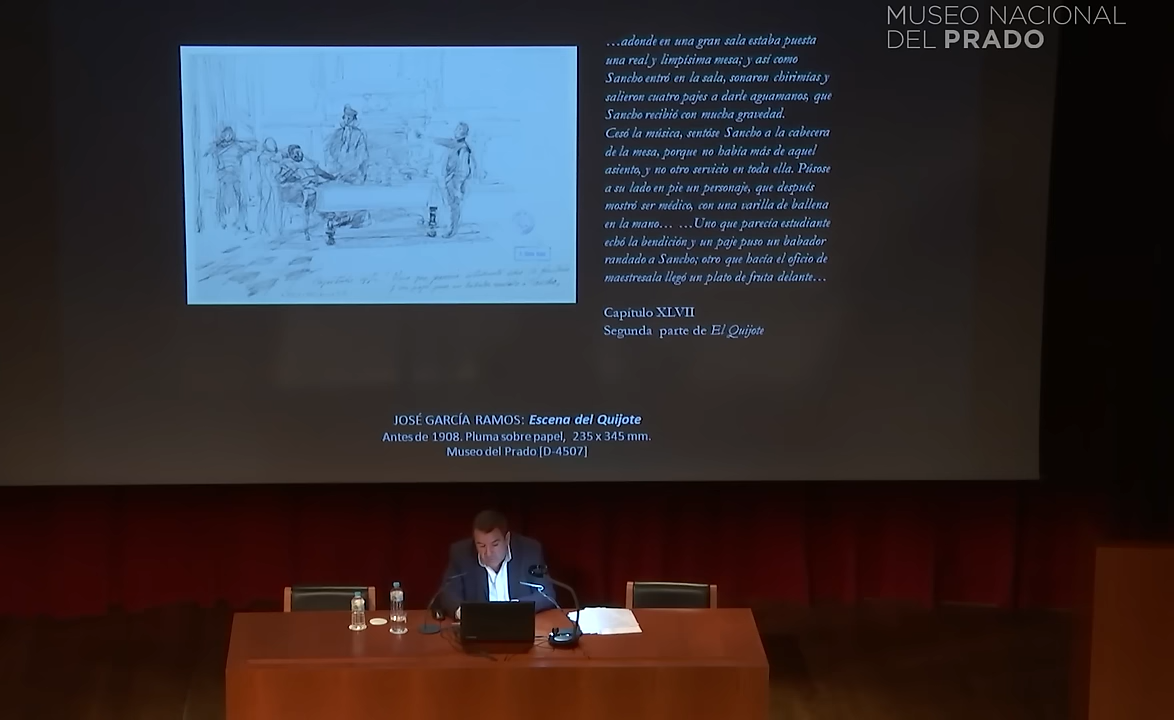 MUSEO NACIONAL
DEL PRADO
…adonde en una gran sala estaba puesta
una real y limpísima mesa; y así como
Sancho entró en la sala, sonaron chirimías y
salieron cuatro pajes a darle aguamanos, que
Sancho recibió con mucha gravedad.
Cesó la música, sentóse Sancho a la cabecera
de la mesa, porque no había más de aquel
asiento, y no otro servicio en toda ella. Púsose
a su lado en pie un personaje, que después
mostró ser médico, con una varilla de ballena
en la mano… …Uno que parecía estudiante
echó la bendición y un paje puso un babador
randado a Sancho; otro que hacía el oficio de
maestresala llegó un plato de fruta delante…
Capítulo XLVII
Segunda parte de El Quijote
JOSÉ GARCÍA RAMOS: Escena del Quijote
Antes de 1908. Pluma sobre papel, 235 x 345 mm.
Museo del Prado [D-4507]